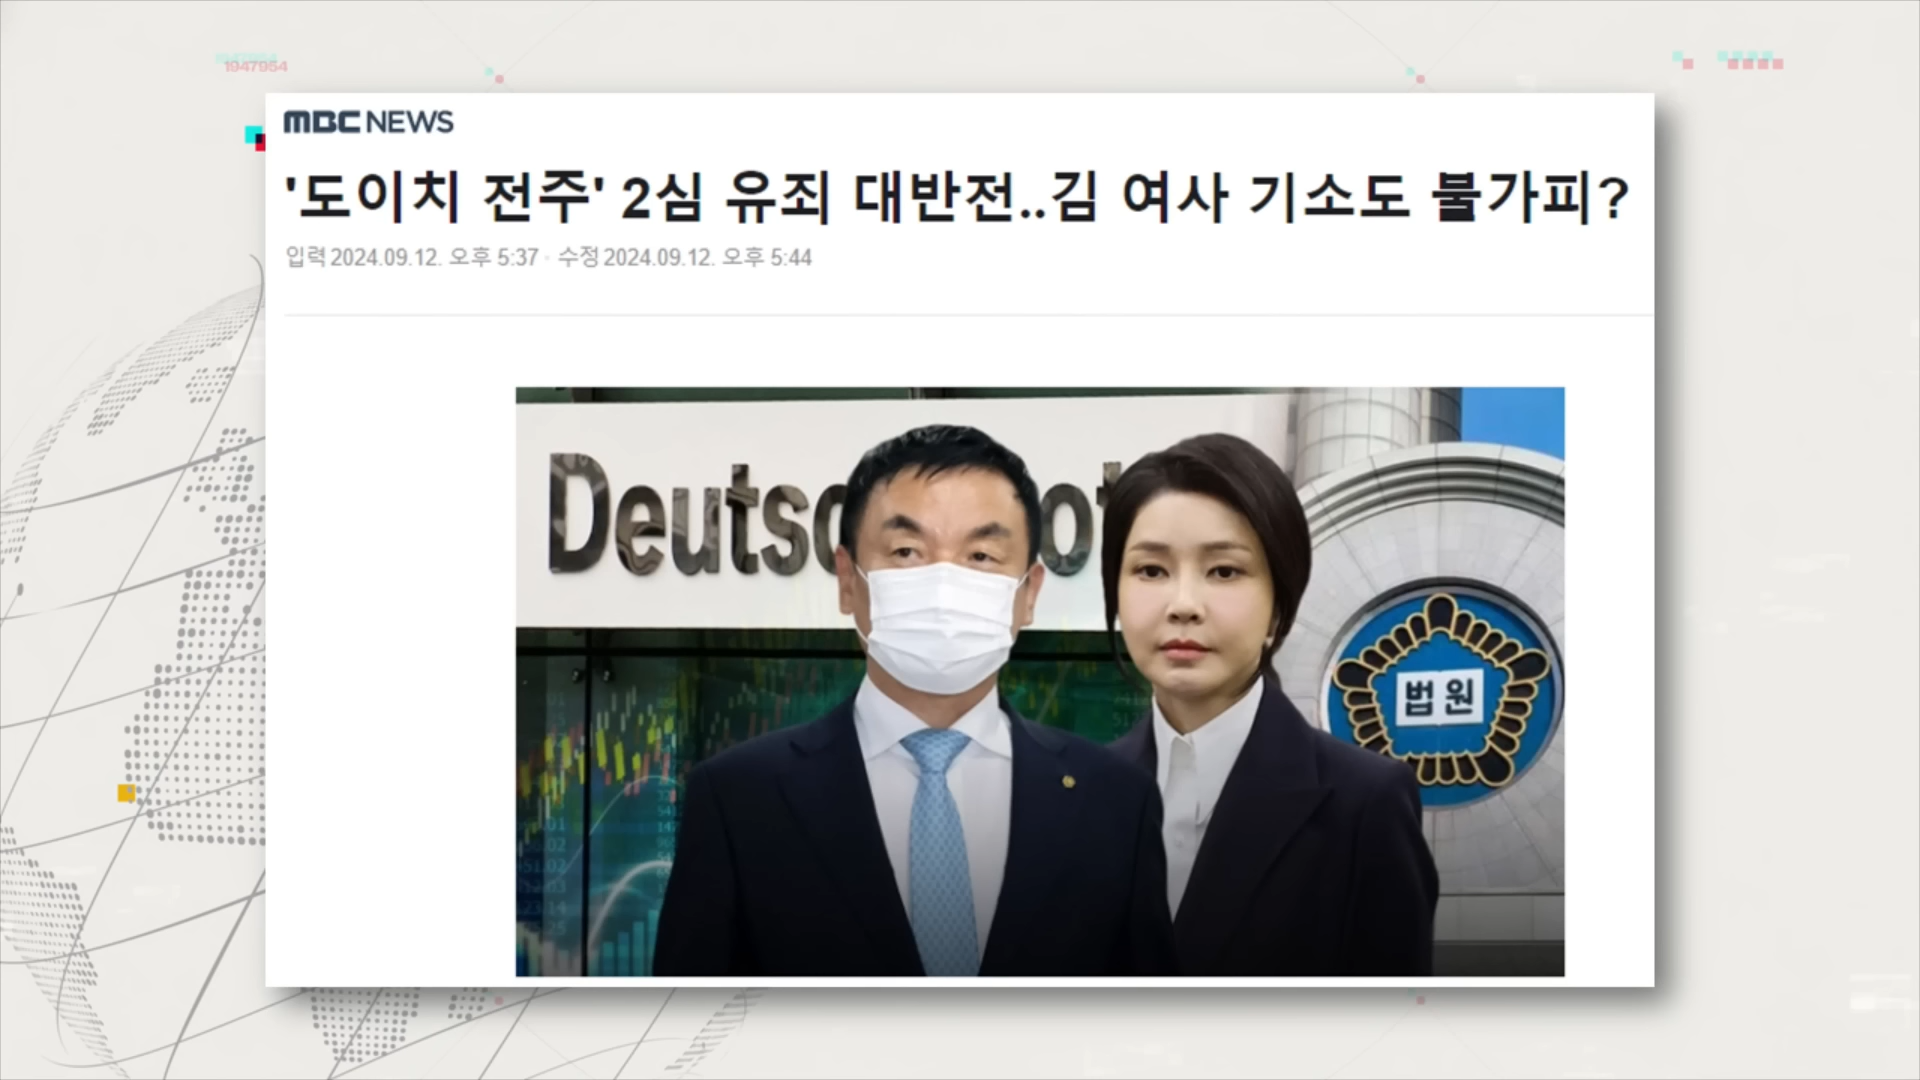 1947954
MBC NEWS
'도이치 전주' 2심 유죄 대반전..김 여사 기소도 불가피?
입력 2024.09.12. 오후 5:37 · 수정 2024.09.12. 오후 5:44
Deutsc
ot
법원